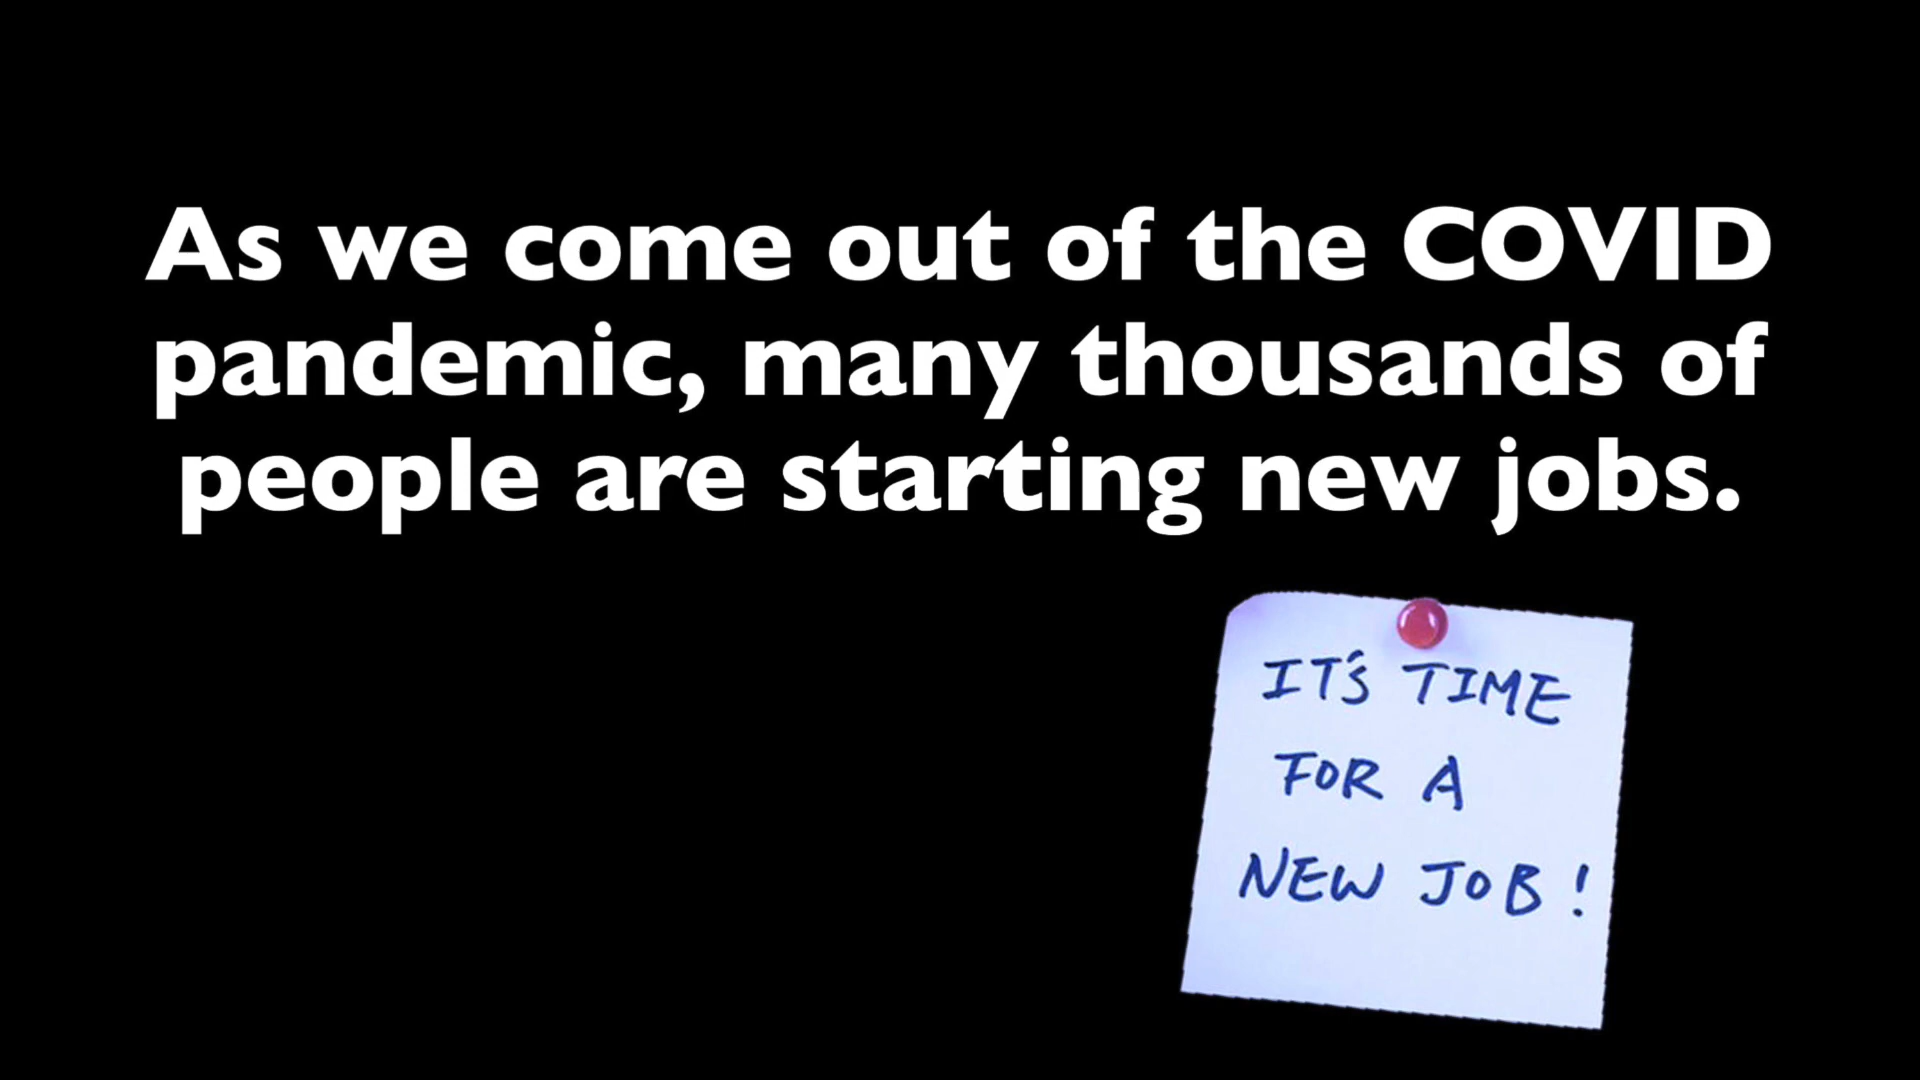 As we come out of the COVID
pandemic, many thousands of
people are starting new jobs.
IT'S TIME
FOR A
NEW JOB!